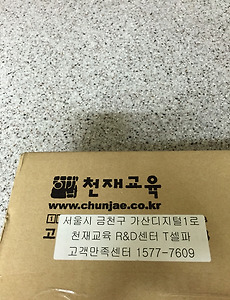 천재교육
www.chunjae.co.kr
서울시 금천구 가산디지털1로
천재교육 R&D센터 T셀파
고객만족센터 1577-7609